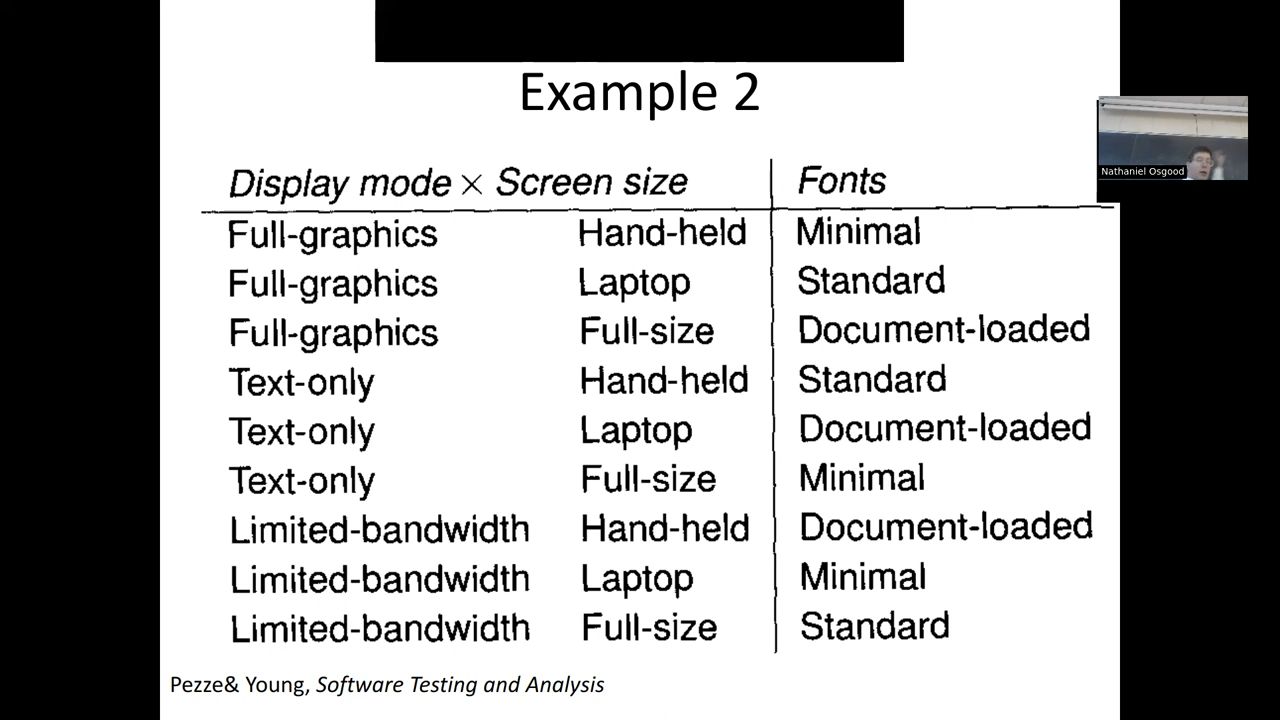 Example 2
Nathaniel Osgood
Display mode × Screen size Fonts
Full-graphics Hand-held Minimal
Full-graphics Laptop Standard
Full-graphics Full-size Document-loaded
Text-only Hand-held Standard
Text-only Laptop Document-loaded
Text-only Full-size Minimal
Limited-bandwidth Hand-held Document-loaded
Limited-bandwidth Laptop Minimal
Limited-bandwidth Full-size Standard
Pezze& Young, Software Testing and Analysis